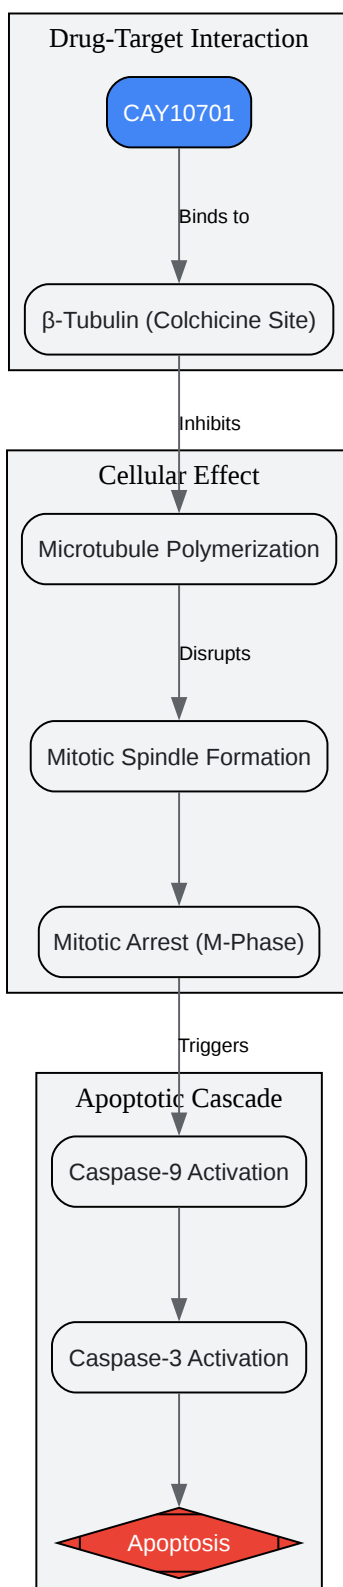 Drug-Target Interaction
CAY10701
Binds to
β-Tubulin (Colchicine Site)
Inhibits
Cellular Effect
Microtubule Polymerization
Disrupts
Mitotic Spindle Formation
Mitotic Arrest (M-Phase)
Triggers
Apoptotic Cascade
Caspase-9 Activation
Caspase-3 Activation
Apoptosis